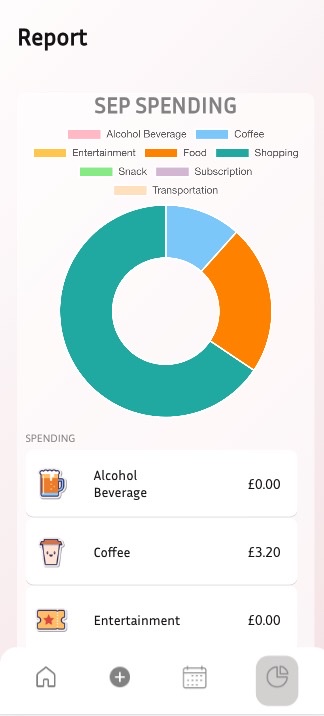 Report
SEP SPENDING
Alcohol Beverage Coffee
Entertainment Food Shopping
Snack Subscription
Transportation
SPENDING
Alcohol
Beverage
£0.00
Coffee £3.20
Entertainment £0.00